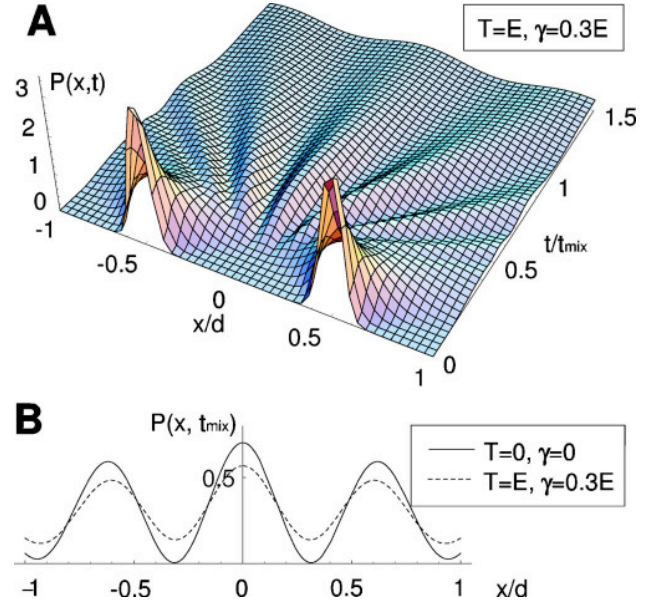 A
T=E, γ=0.3E
P(x,t)
3
2
1
0
-1
-0.5
0
0.5
1
x/d
0
0.5
1
1.5
t/tmix
B
P(x, tmix)
0.5
T=0, γ=0
T=E, γ=0.3E
-1
-0.5
0
0.5
1
x/d